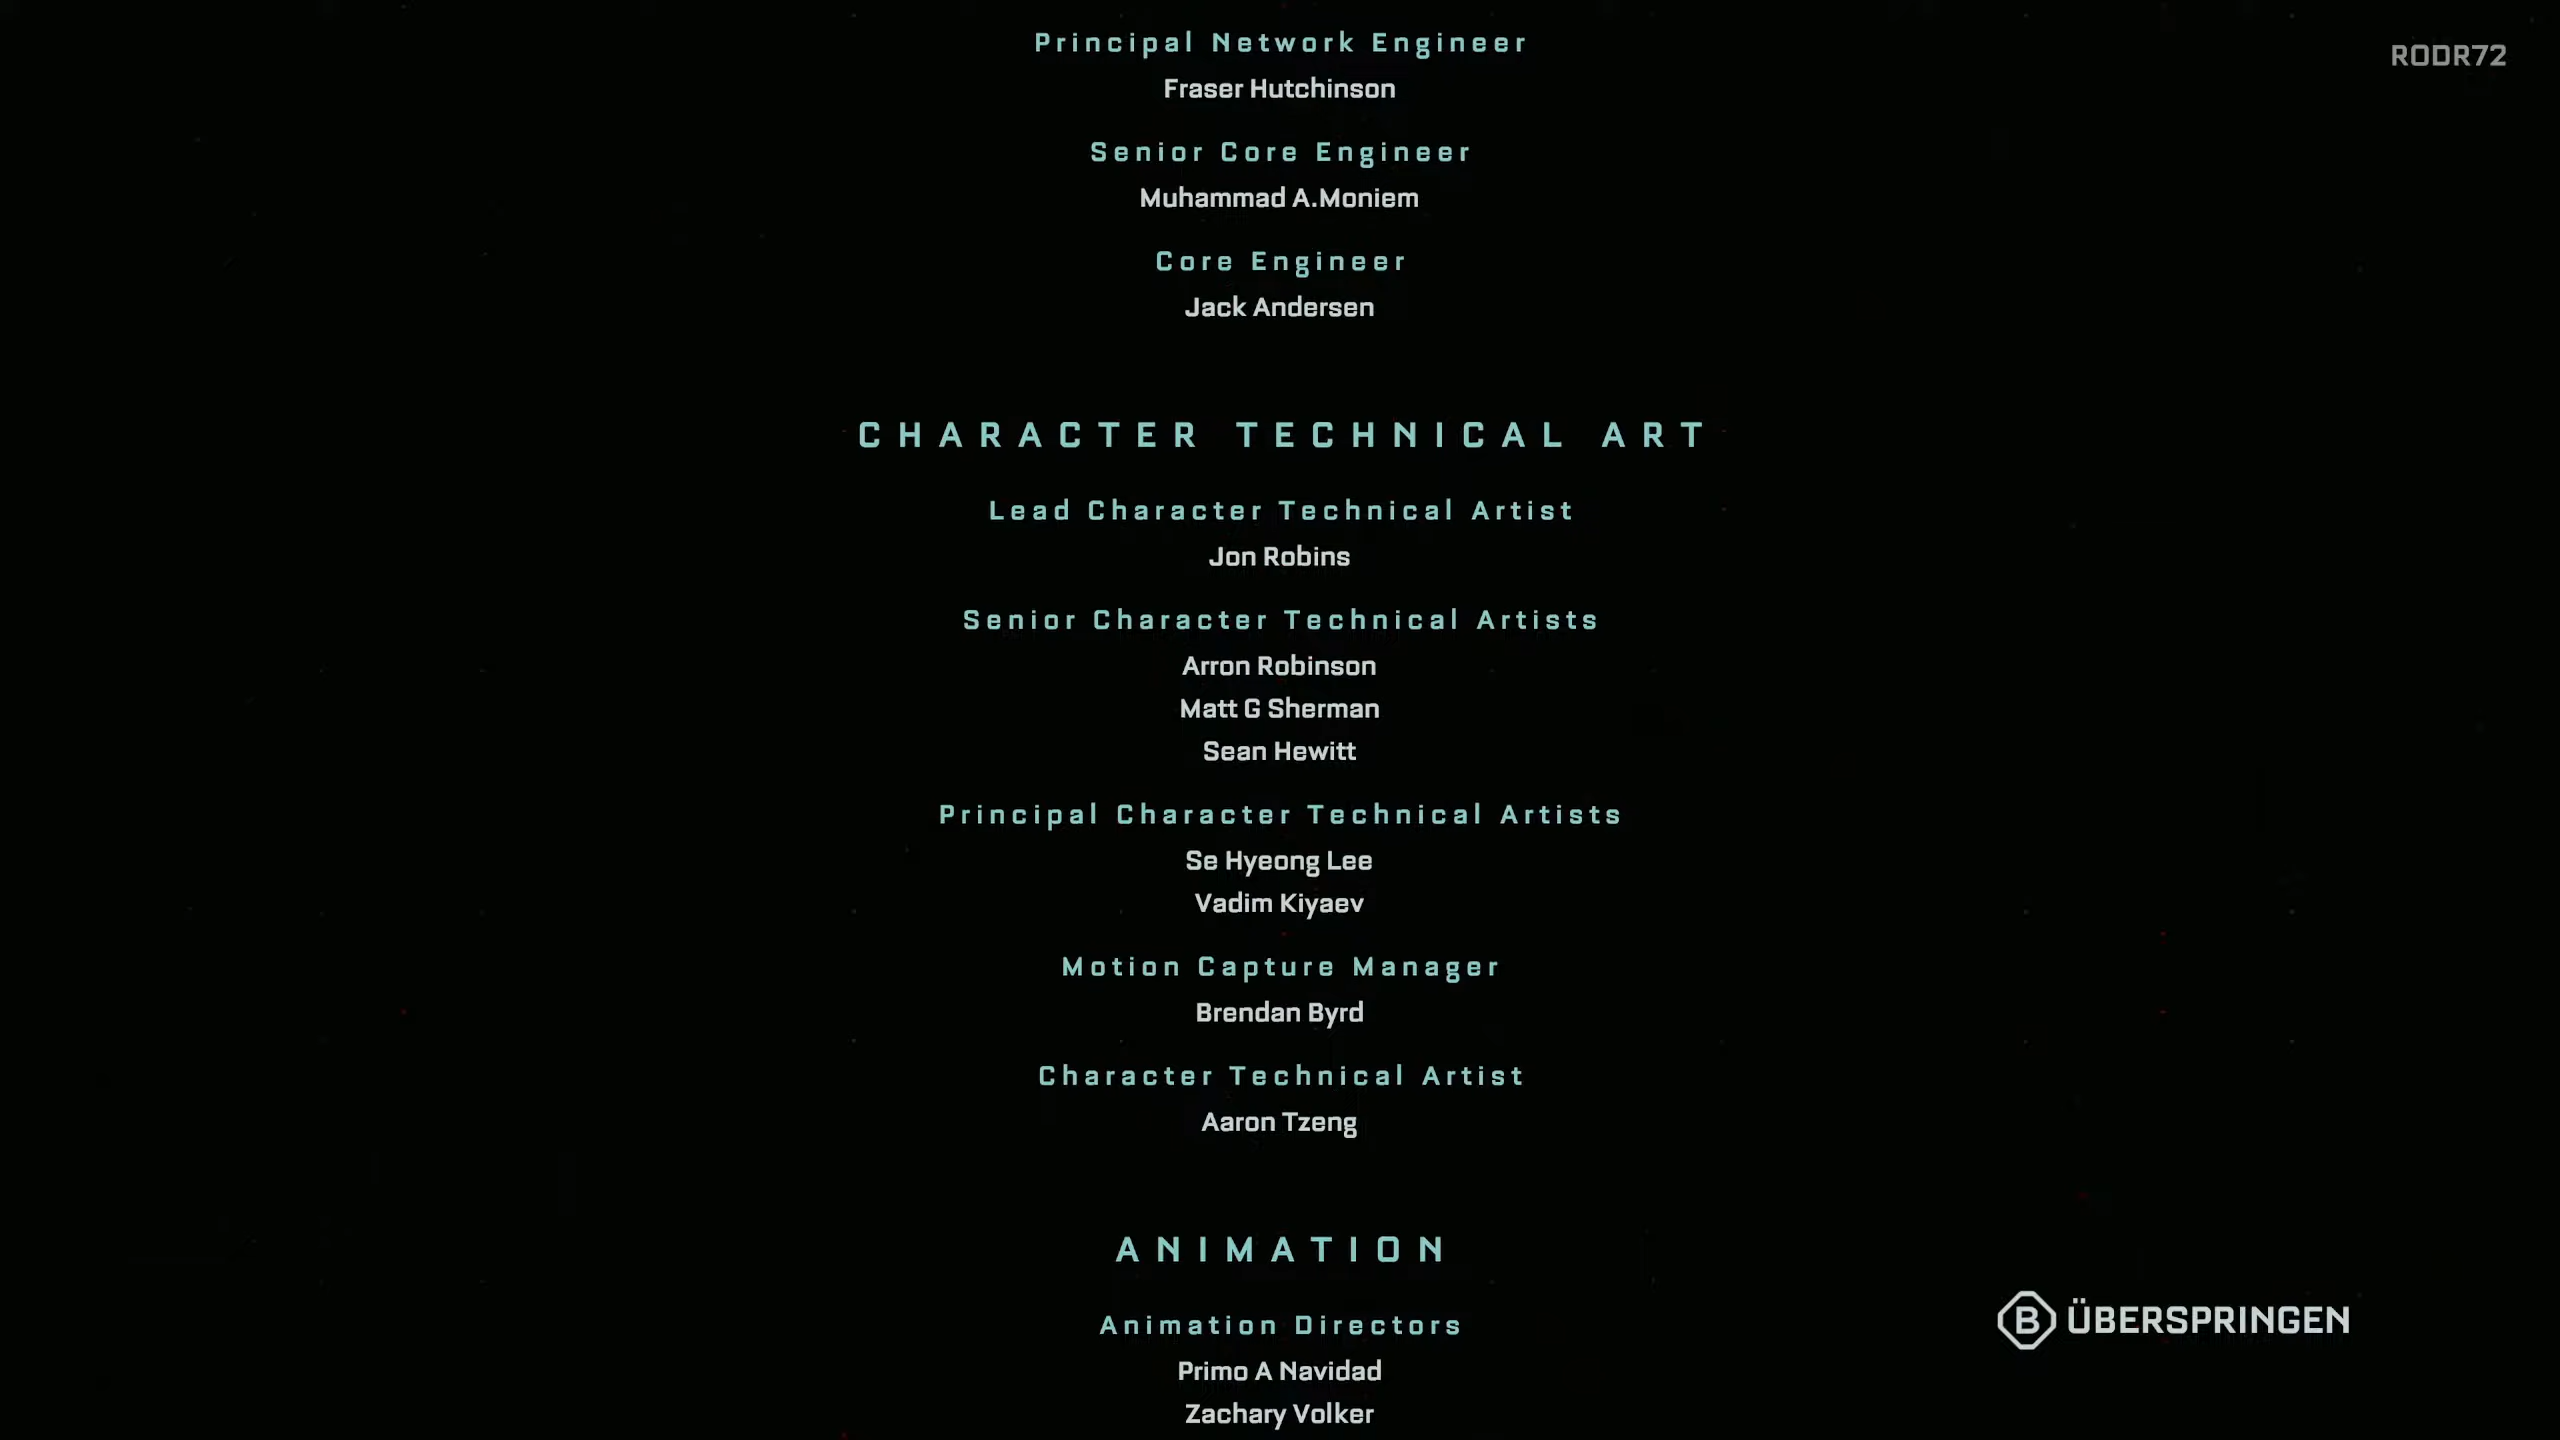 Principal Network Engineer
RODR72
Fraser Hutchinson
Senior Core Engineer
Muhammad A.Moniem
Core Engineer
Jack Andersen
CHARACTER TECHNICAL ART
Lead Character Technical Artist
Jon Robins
Senior Character Technical Artists
Arron Robinson
Matt G Sherman
Sean Hewitt
Principal Character Technical Artists
Se Hyeong Lee
Vadim Kiyaev
Motion Capture Manager
Brendan Byrd
Character Technical Artist
Aaron Tzeng
ANIMATION
Animation Directors
B ÜBERSPRINGEN
Primo A Navidad
Zachary Volker